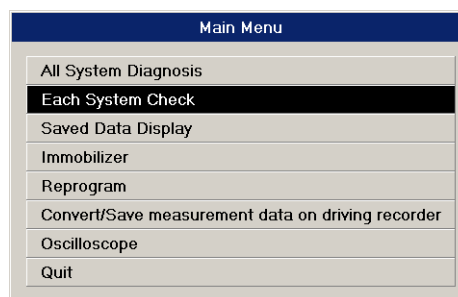 Main Menu
All System Diagnosis
Each System Check
Saved Data Display
Immobilizer
Reprogram
Convert/Save measurement data on driving recorder
Oscilloscope
Quit